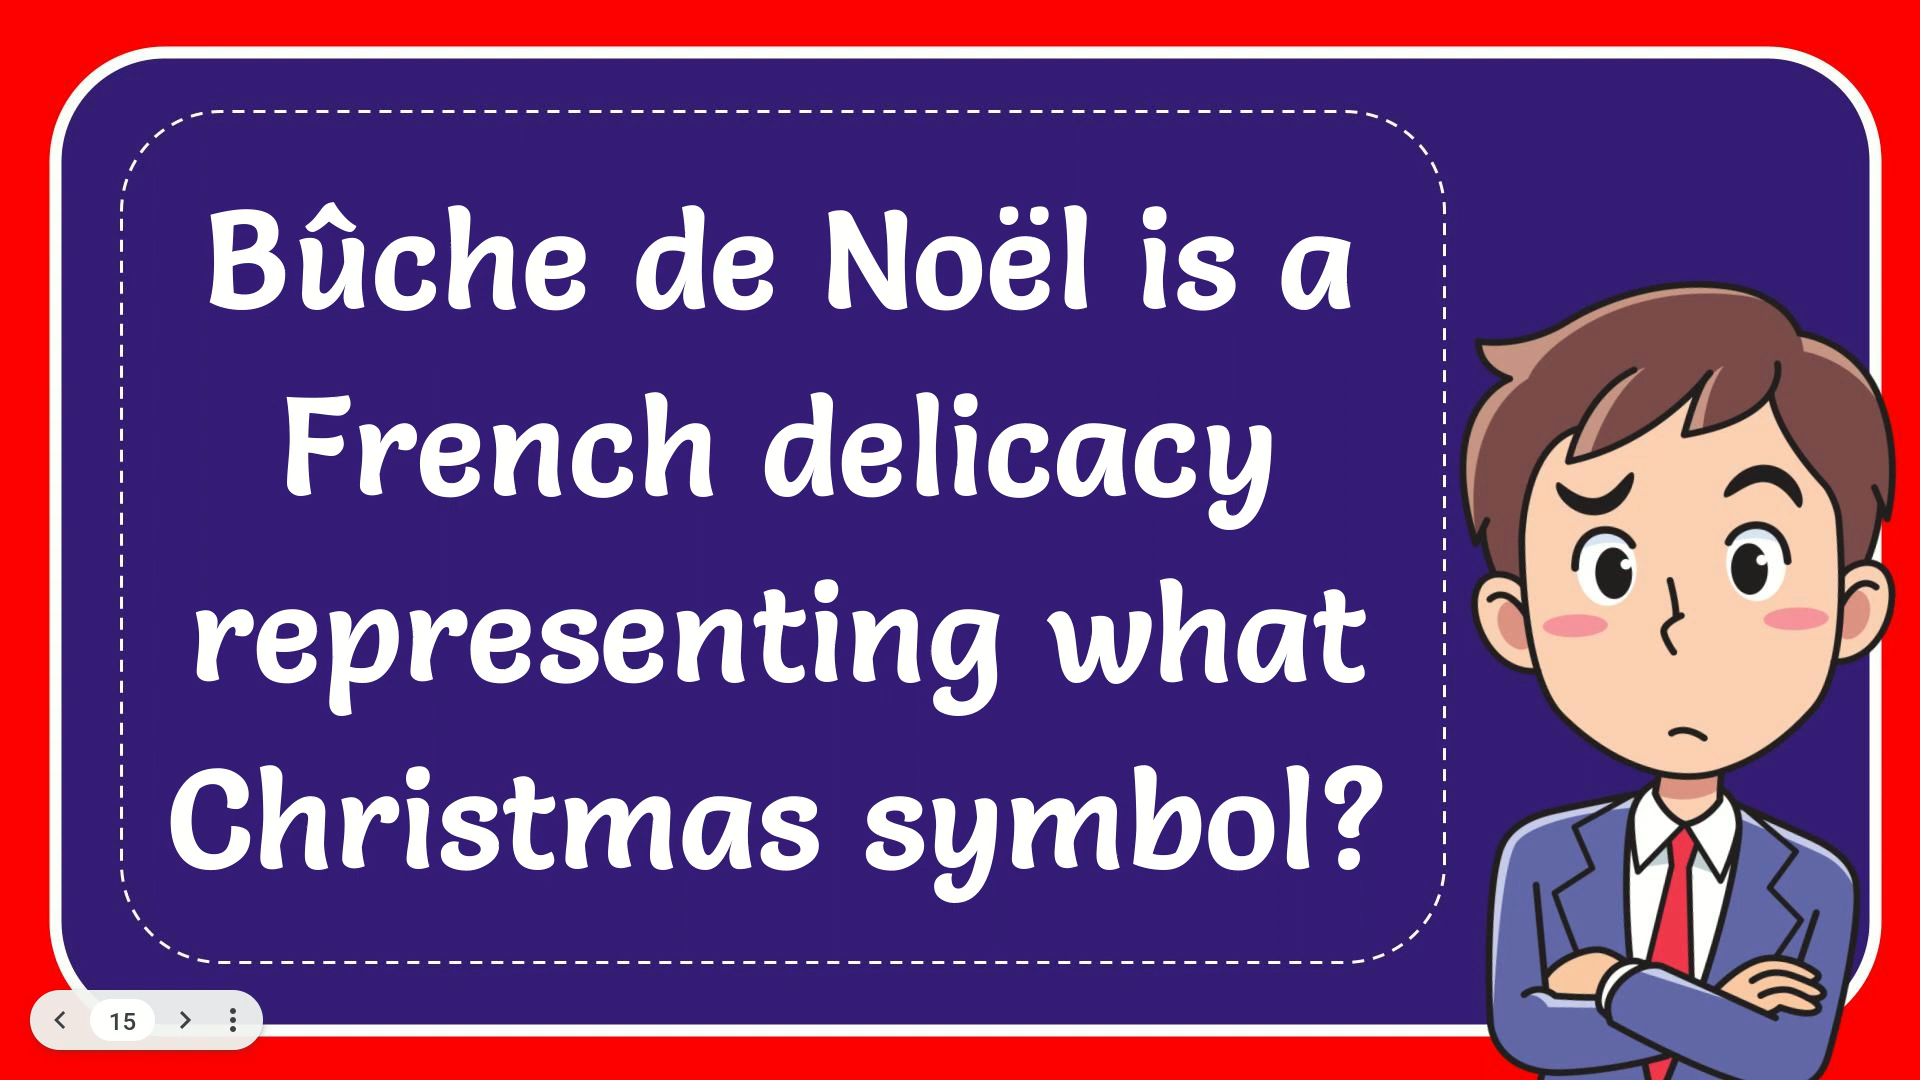 Bûche de Noël is a
French delicacy
representing what
Christmas symbol?
15